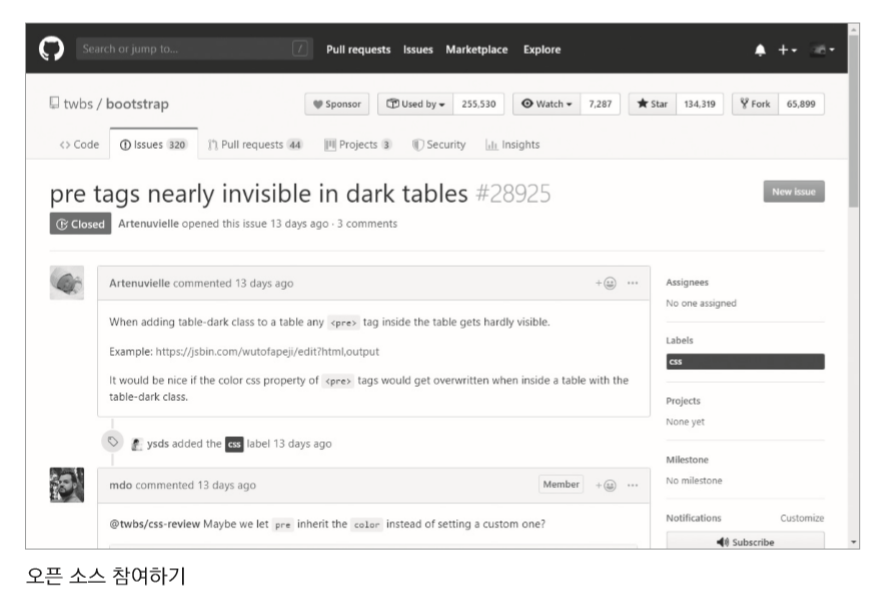 Search or jump to... / Pull requests Issues Marketplace Explore
twbs / bootstrap Sponsor Used by 255,530 Watch 7,287 Star 134,319 Fork 65,899
<> Code Issues 320 Pull requests 44 Projects 3 Security Insights
pre tags nearly invisible in dark tables #28925 New issue
Closed Artenuvielle opened this issue 13 days ago · 3 comments
Artenuvielle commented 13 days ago
When adding table-dark class to a table any <pre> tag inside the table gets hardly visible.
Example: https://jsbin.com/wutofapeji/edit?html,output
It would be nice if the color css property of <pre> tags would get overwritten when inside a table with the
table-dark class.
ysds added the css label 13 days ago
mdo commented 13 days ago Member
@twbs/css-review Maybe we let pre inherit the color instead of setting a custom one?
Assignees
No one assigned
Labels
css
Projects
None yet
Milestone
No milestone
Notifications Customize
Subscribe
오픈 소스 참여하기